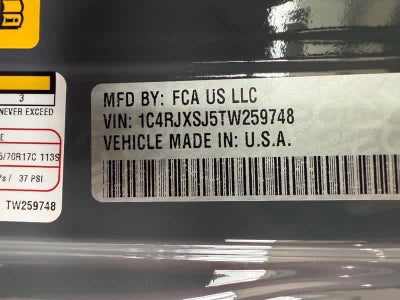 3
NEVER EXCEED
E
5/70R17C 113S
Pa / 37 PSI
TW259748
MFD BY: FCA US LLC
VIN: 1C4RJXSJ5TW259748
VEHICLE MADE IN U.S.A.